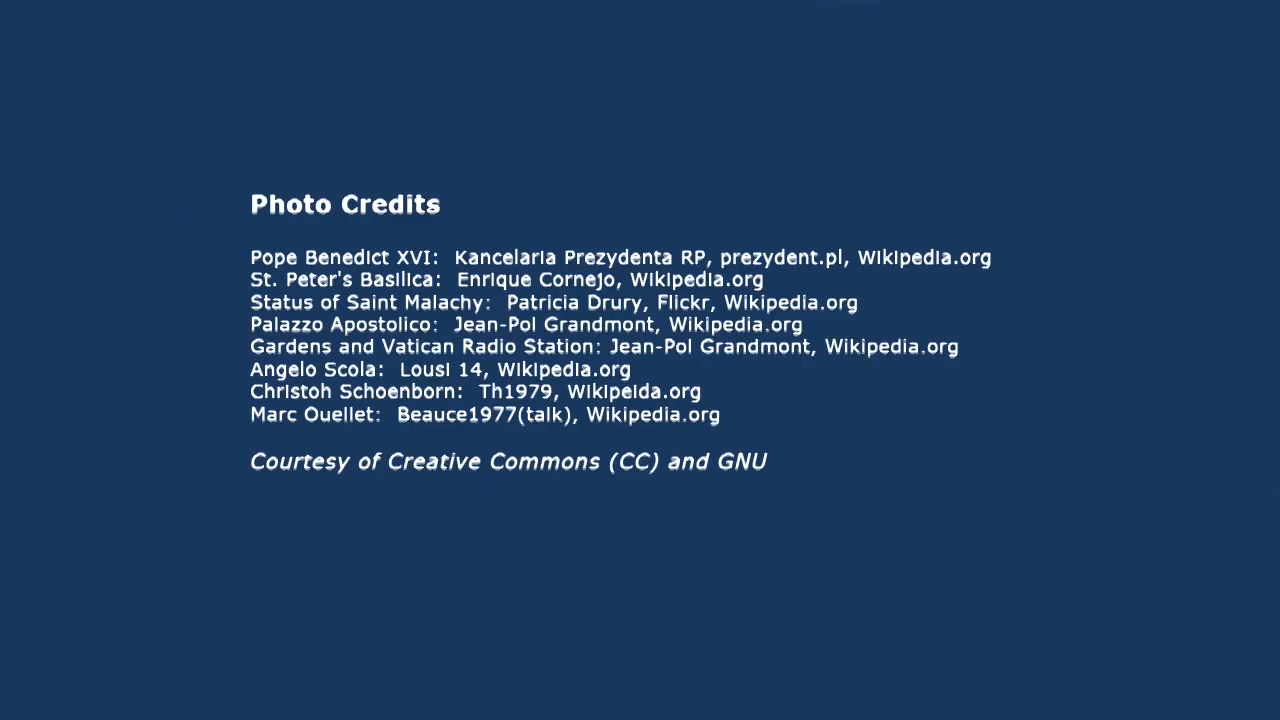 Photo Credits
Pope Benedict XVI: Kancelaria Prezydenta RP, prezydent.pl, Wikipedia.org
St. Peter's Basilica: Enrique Cornejo, Wikipedia.org
Status of Saint Malachy: Patricia Drury, Flickr, Wikipedia.org
Palazzo Apostolico: Jean-Pol Grandmont, Wikipedia.org
Gardens and Vatican Radio Station: Jean-Pol Grandmont, Wikipedia.org
Angelo Scola: Lousi 14, Wikipedia.org
Christoh Schoenborn: Th1979, Wikipeida.org
Marc Ouellet: Beauce1977(talk), Wikipedia.org
Courtesy of Creative Commons (CC) and GNU